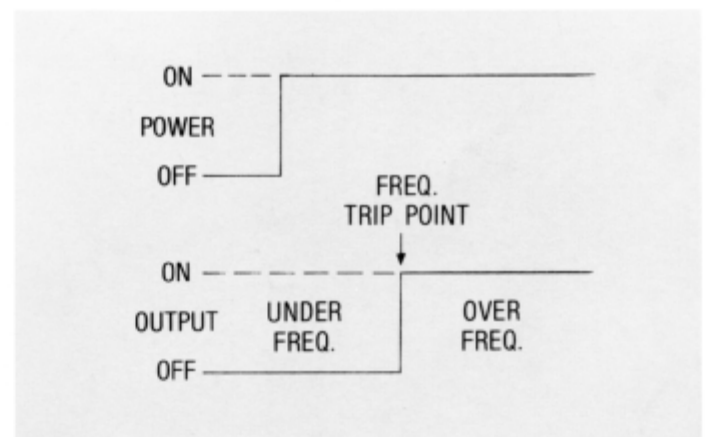 ON
POWER
OFF
FREQ.
TRIP POINT
ON
OUTPUT
UNDER
FREQ.
OVER
FREQ.
OFF